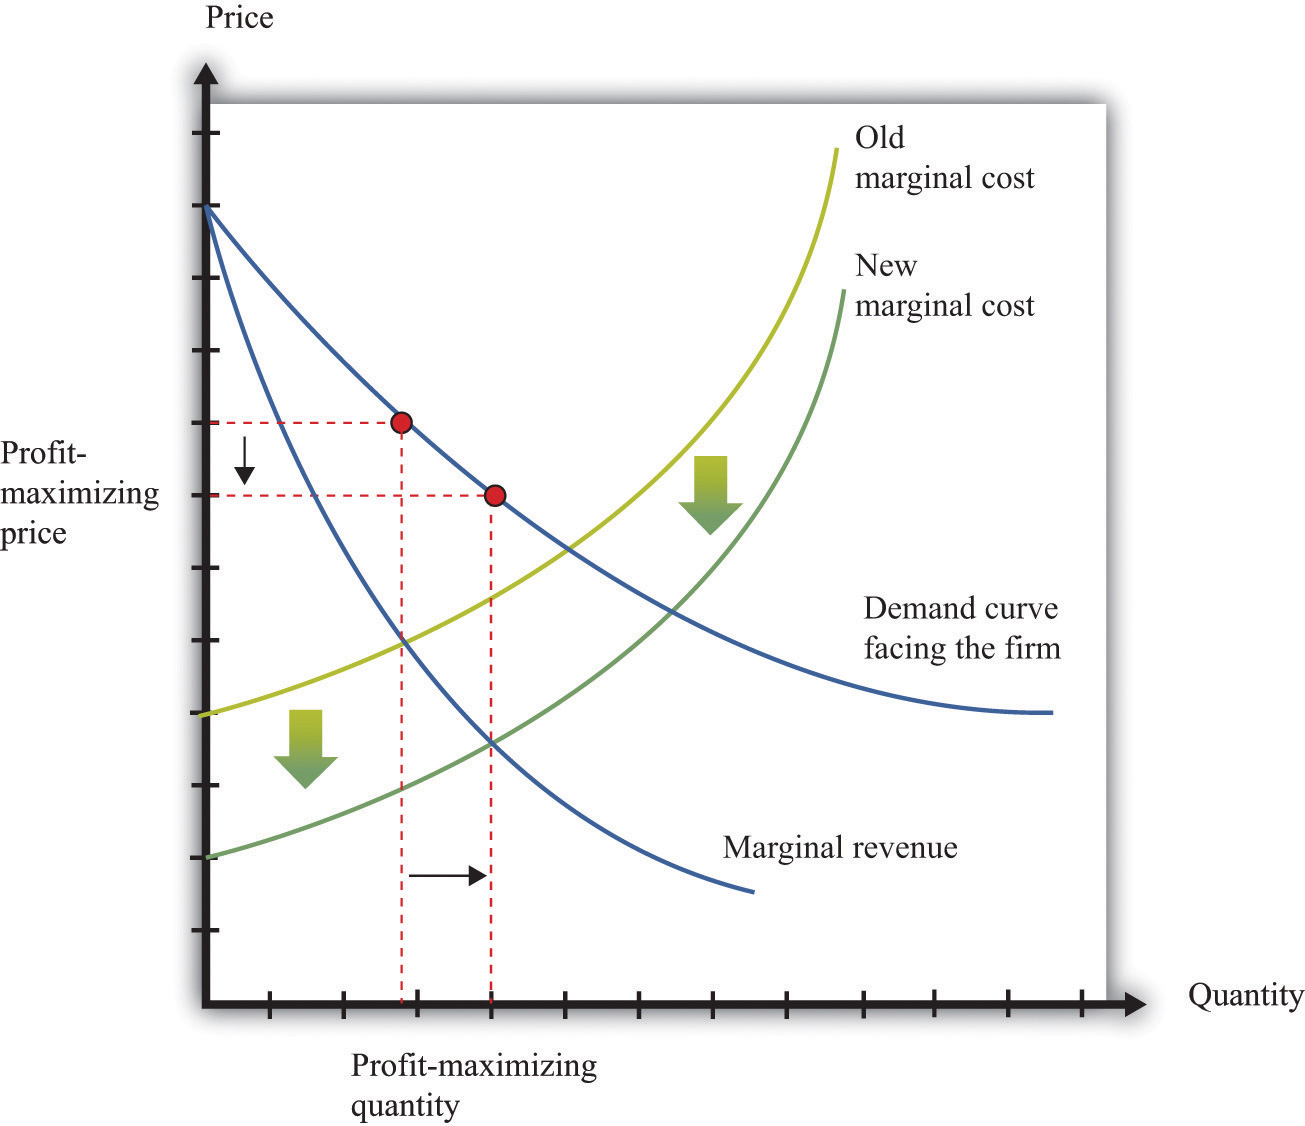 Price
Old
marginal cost
New
marginal cost
Profit-
maximizing
price
Demand curve
facing the firm
Marginal revenue
Quantity
Profit-maximizing
quantity